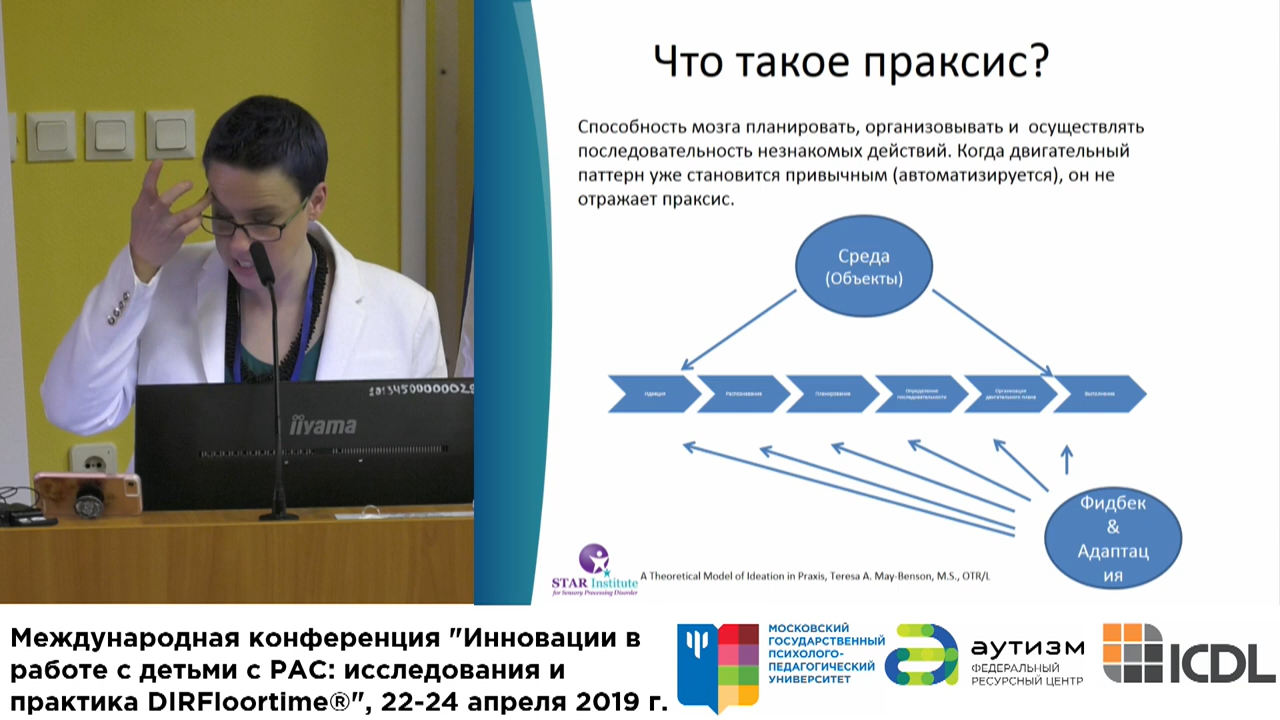 Что такое праксис?
Способность мозга планировать, организовывать и осуществлять
последовательность незнакомых действий. Когда двигательный
паттерн уже становится привычным (автоматизируется), он не
отражает праксис.
Среда
(Объекты)
Идеация
Распознавание
Планирование
Определение
последовательности
Организация
двигательного плана
Выполнение
Фидбек
&
Адаптац
ия
STAR Institute
for Sensory Processing Disorder
A Theoretical Model of Ideation in Praxis, Teresa A. May-Benson, M.S., OTR/L
iiyama
Международная конференция "Инновации в
работе с детьми с РАС: исследования и
практика DIRFloortime®", 22-24 апреля 2019 г.
МОСКОВСКИЙ
ГОСУДАРСТВЕННЫЙ
ПСИХОЛОГО-
ПЕДАГОГИЧЕСКИЙ
УНИВЕРСИТЕТ
аутизм
ФЕДЕРАЛЬНЫЙ
РЕСУРСНЫЙ ЦЕНТР
ICDL